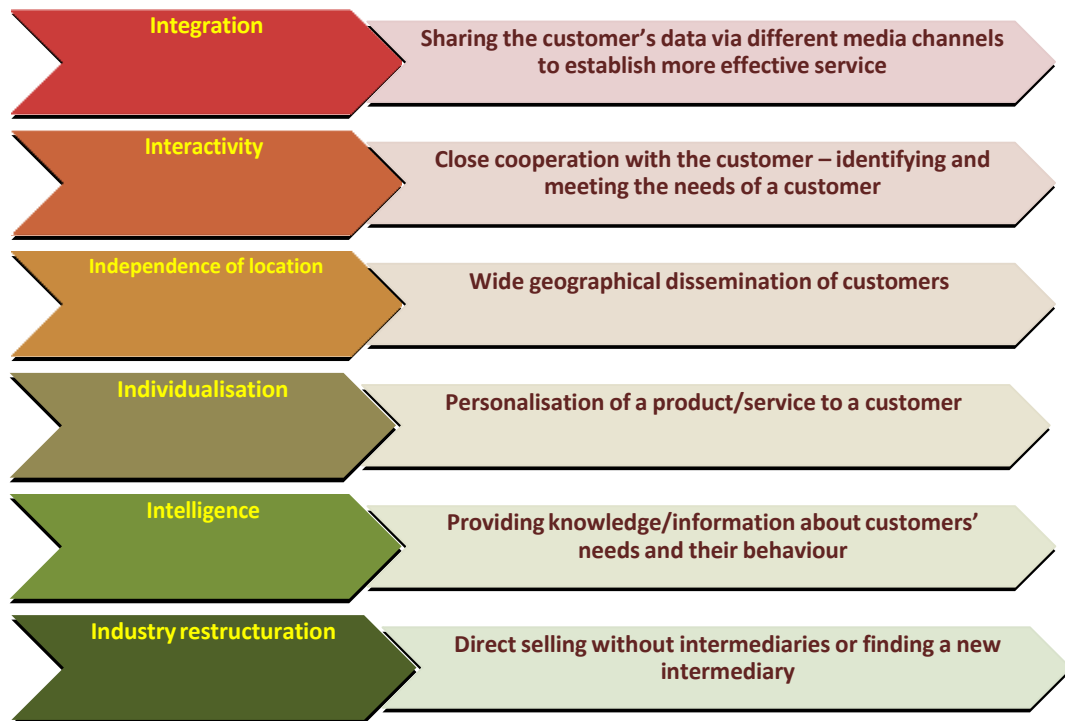 Integration
Sharing the customer’s data via different media channels
to establish more effective service
Interactivity
Close cooperation with the customer – identifying and
meeting the needs of a customer
Independence of location
Wide geographical dissemination of customers
Individualisation
Personalisation of a product/service to a customer
Intelligence
Providing knowledge/information about customers’
needs and their behaviour
Industry restructuration
Direct selling without intermediaries or finding a new
intermediary